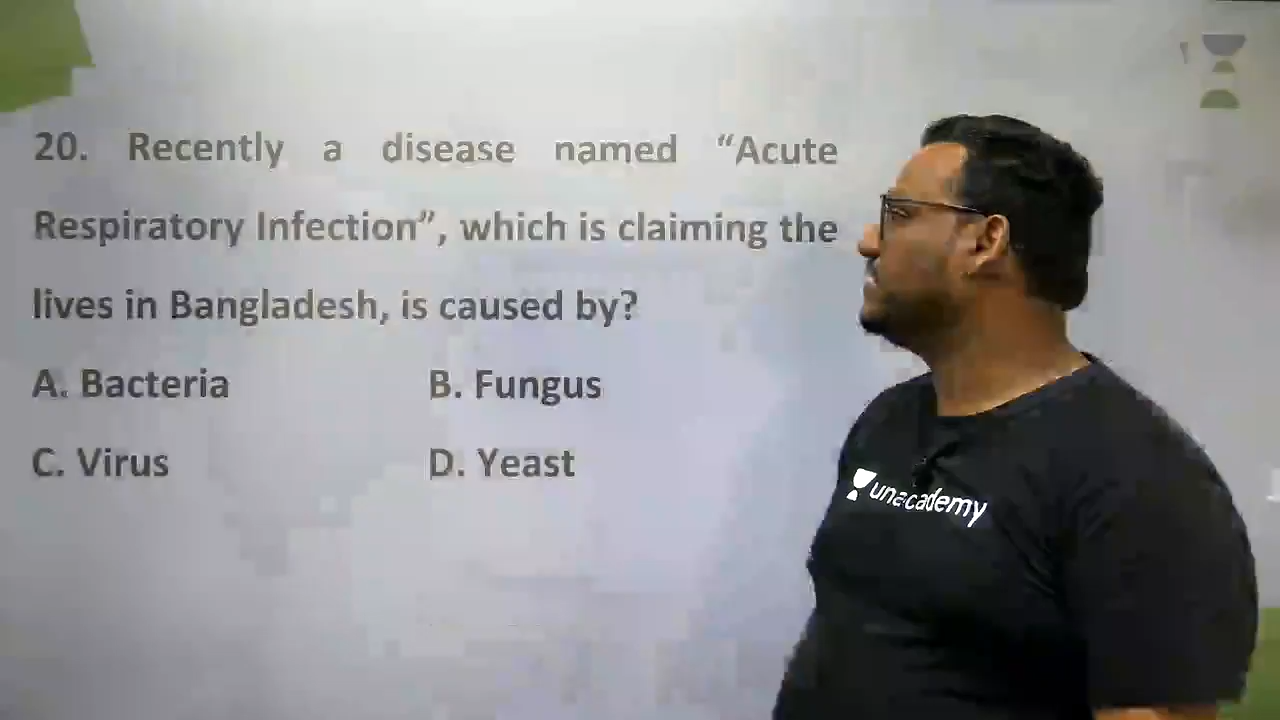 20. Recently a disease named “Acute
Respiratory Infection”, which is claiming the
lives in Bangladesh, is caused by?
A. Bacteria B. Fungus
C. Virus D. Yeast
unacademy